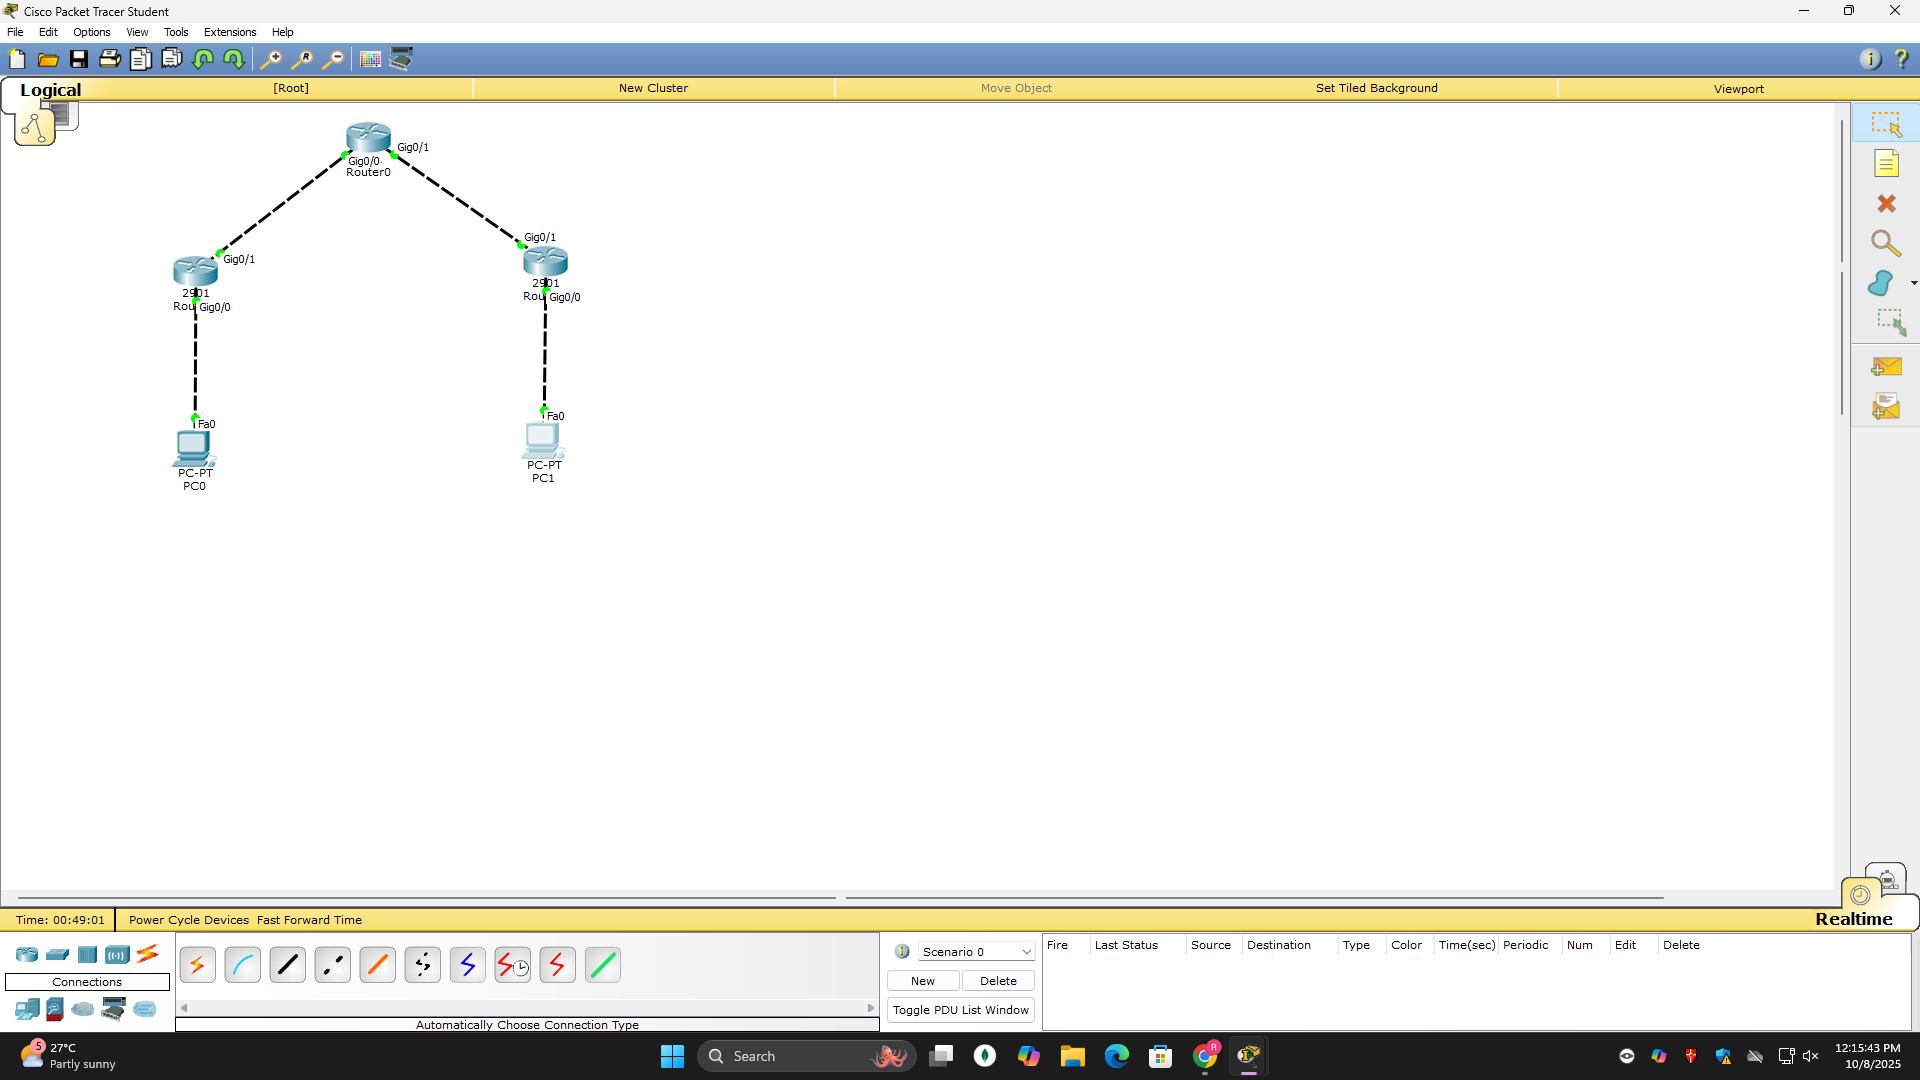 Cisco Packet Tracer Student
File Edit Options View Tools Extensions Help
Logical [Root] New Cluster Move Object Set Tiled Background Viewport
Gig0/1
Gig0/0
Router0
Gig0/1
Gig0/1
2901
Gig0/0
2901
Gig0/0
Fa0
PC-PT
PC1
Fa0
PC-PT
PC0
Time: 00:49:01 Power Cycle Devices Fast Forward Time
Realtime
Connections
Automatically Choose Connection Type
Scenario 0
New Delete
Toggle PDU List Window
Fire Last Status Source Destination Type Color Time(sec) Periodic Num Edit Delete
5
27°C
Partly sunny
Search
R
12:15:43 PM
10/8/2025